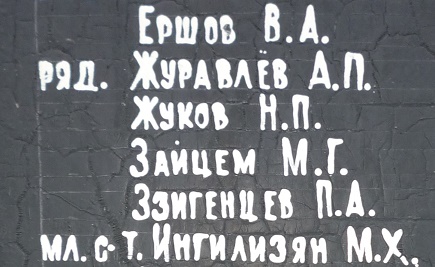 Ершов В.А.
ряд. Журавлёв А.П.
Жуков Н.П.
Зайцем М.Г.
Ззигенцев П.А.
мл. с-т. Ингилизян М.Х.,